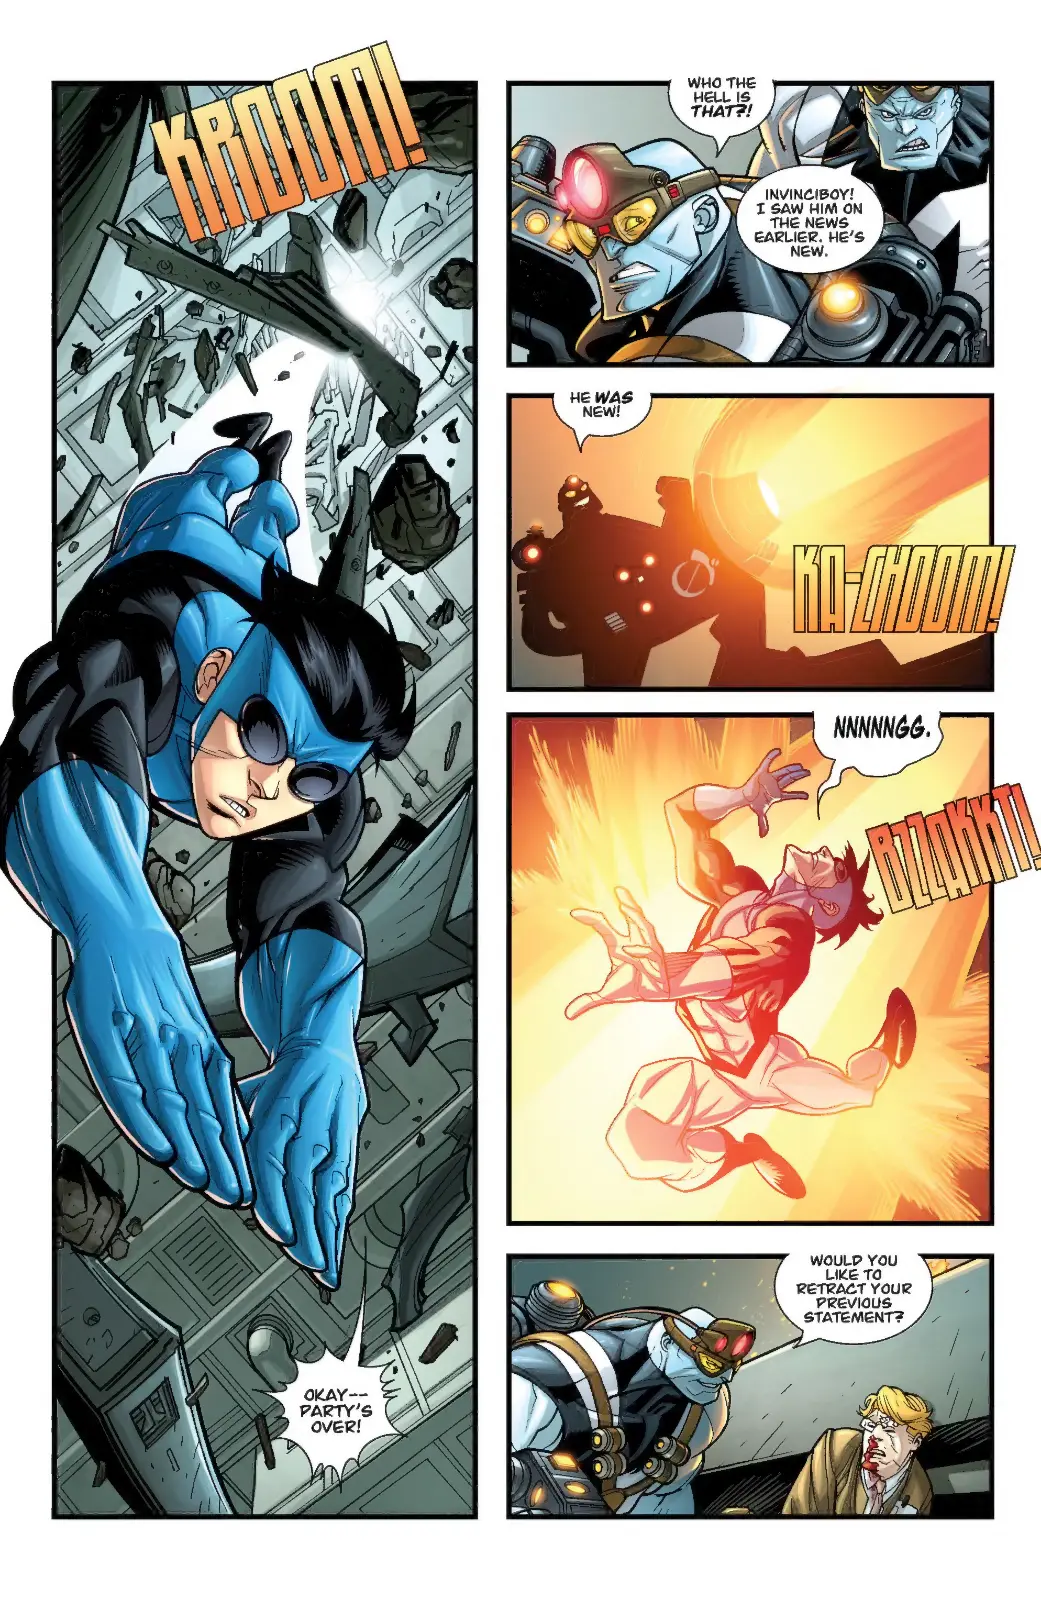 KROOM!
OKAY--
PARTY'S
OVER!
WHO THE
HELL IS
THAT?!
INVINCIBOY!
I SAW HIM ON
THE NEWS
EARLIER. HE'S
NEW.
HE WAS
NEW!
KA-CHOOM!
NNNNNGG.
BZZAKKT!
WOULD YOU
LIKE TO
RETRACT YOUR
PREVIOUS
STATEMENT?